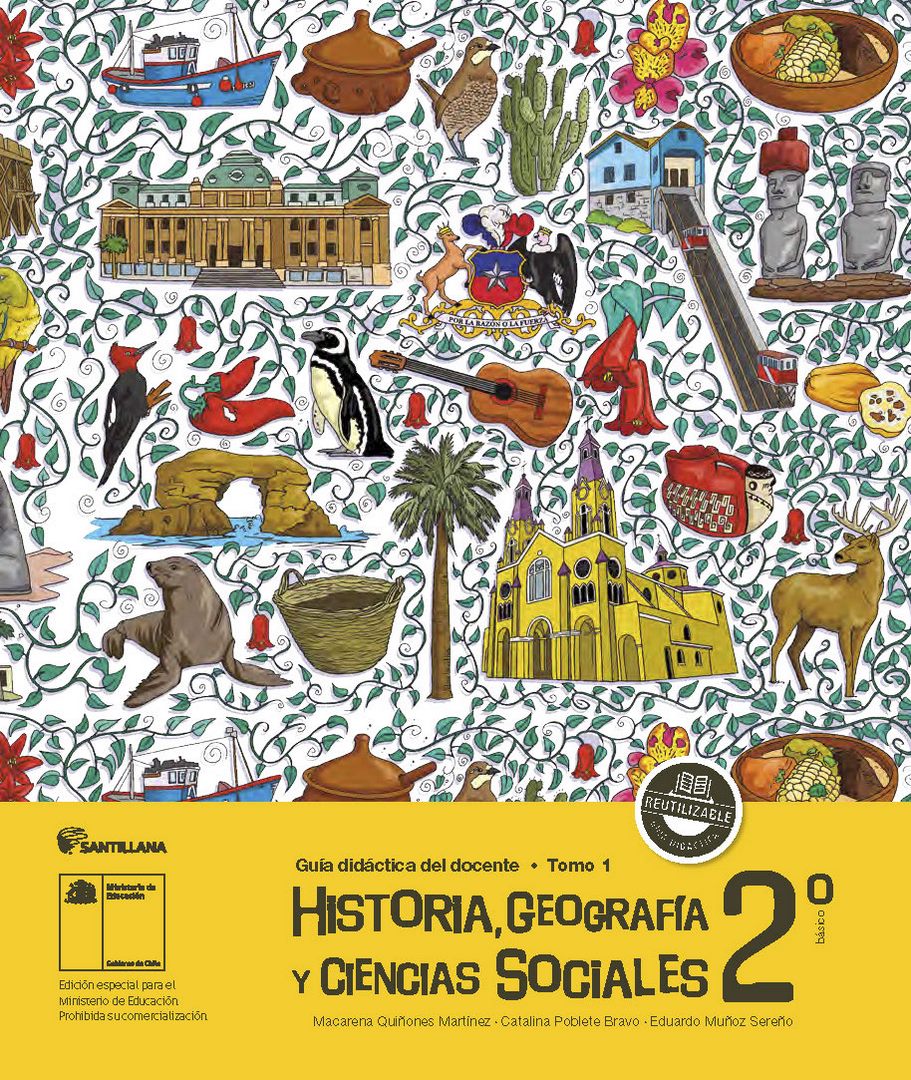 POR LA RAZON O LA FUERZA
REUTILIZABLE
GUÍA DIDÁCTICA
SANTILLANA
Ministerio de
Educación
Gobierno de Chile
Edición especial para el
Ministerio de Educación.
Prohibida su comercialización.
Guía didáctica del docente • Tomo 1
HISTORIA, GEOGRAFÍA
Y CIENCIAS SOCIALES
2º
básico
Macarena Quiñones Martínez · Catalina Poblete Bravo · Eduardo Muñoz Sereño